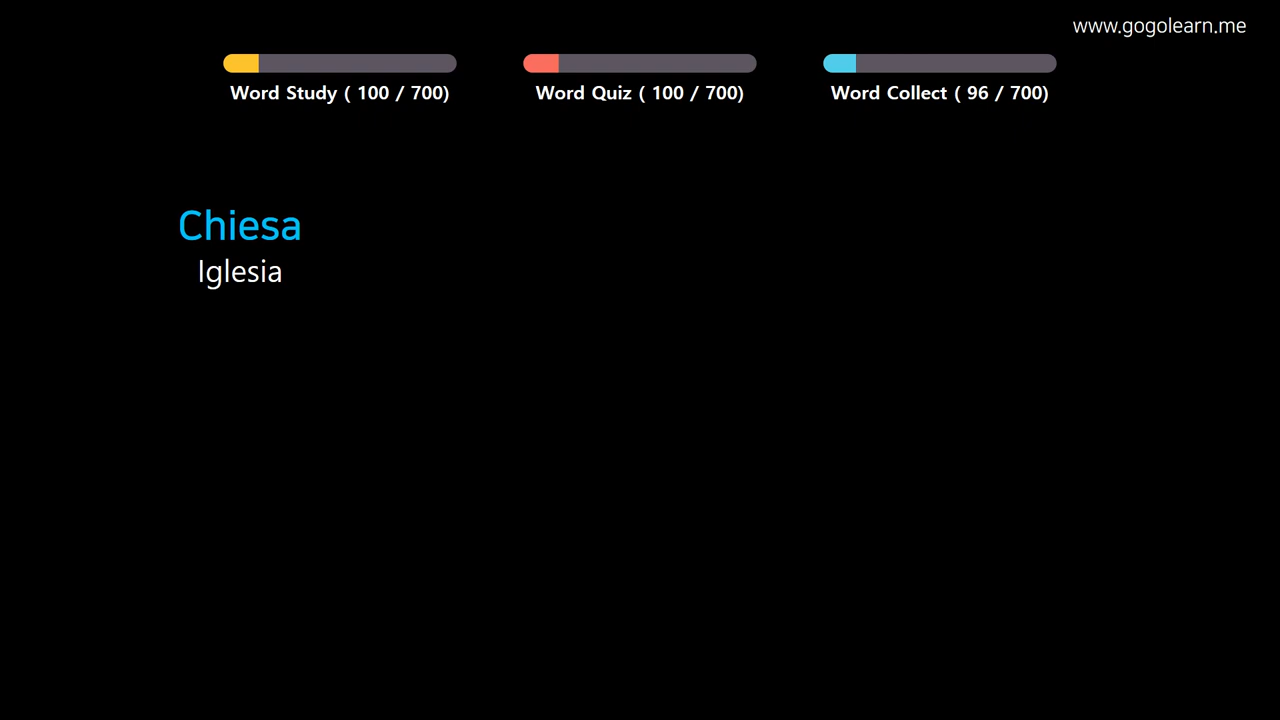 www.gogolearn.me
Word Study ( 100 / 700)
Word Quiz ( 100 / 700)
Word Collect ( 96 / 700)
Chiesa
Iglesia